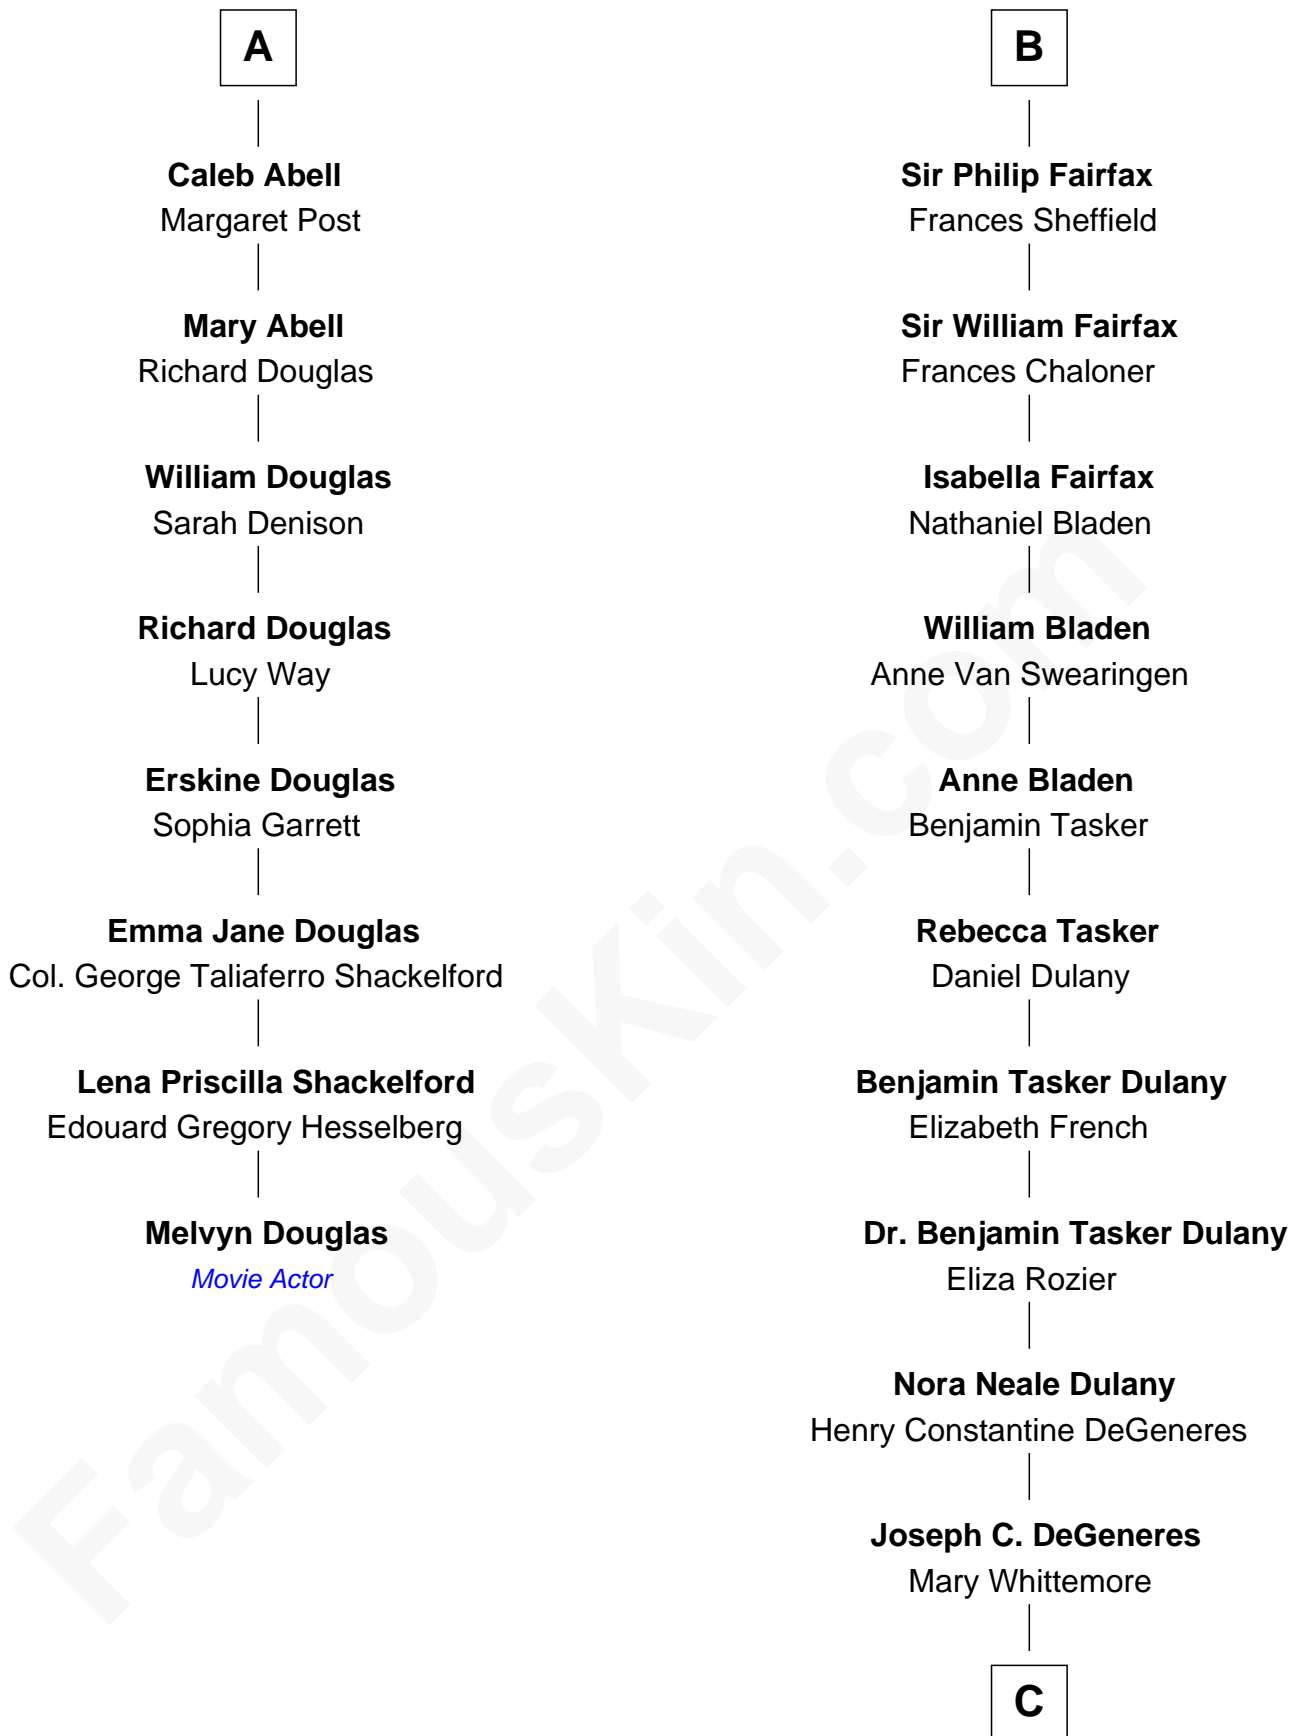 A
Caleb Abell
Margaret Post
Mary Abell
Richard Douglas
William Douglas
Sarah Denison
Richard Douglas
Lucy Way
Erskine Douglas
Sophia Garrett
Emma Jane Douglas
Col. George Taliaferro Shackelford
Lena Priscilla Shackelford
Edouard Gregory Hesselberg
Melvyn Douglas
Movie Actor
B
Sir Philip Fairfax
Frances Sheffield
Sir William Fairfax
Frances Chaloner
Isabella Fairfax
Nathaniel Bladen
William Bladen
Anne Van Swearingen
Anne Bladen
Benjamin Tasker
Rebecca Tasker
Daniel Dulany
Benjamin Tasker Dulany
Elizabeth French
Dr. Benjamin Tasker Dulany
Eliza Rozier
Nora Neale Dulany
Henry Constantine DeGeneres
Joseph C. DeGeneres
Mary Whittemore
C
FamousKin.com